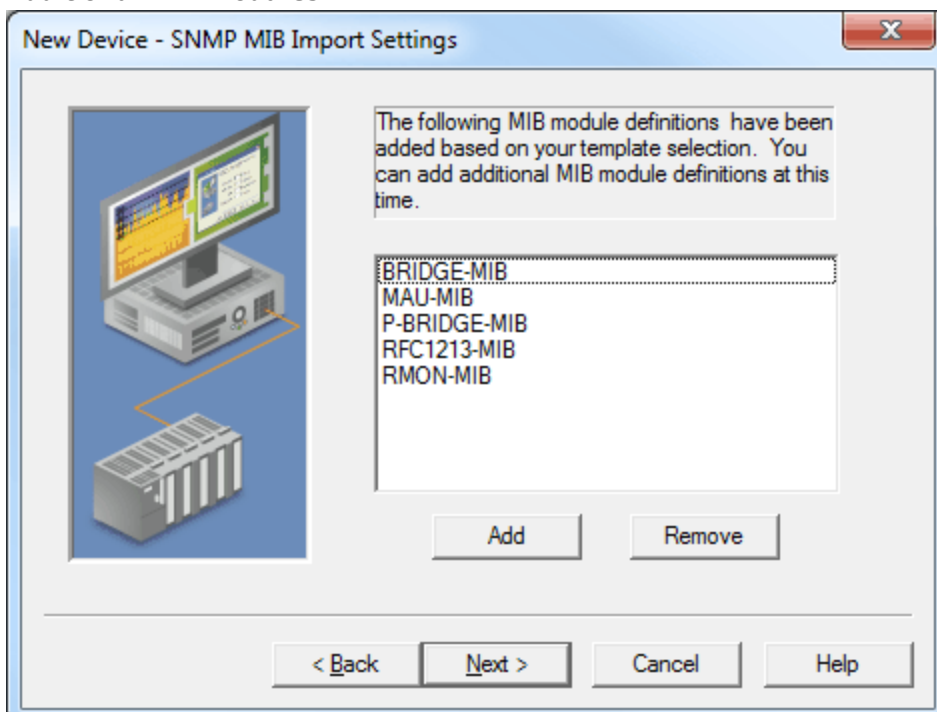 New Device - SNMP MIB Import Settings
The following MIB module definitions have been
added based on your template selection. You
can add additional MIB module definitions at this
time.
BRIDGE-MIB
MAU-MIB
P-BRIDGE-MIB
RFC1213-MIB
RMON-MIB
Add Remove
< Back Next > Cancel Help